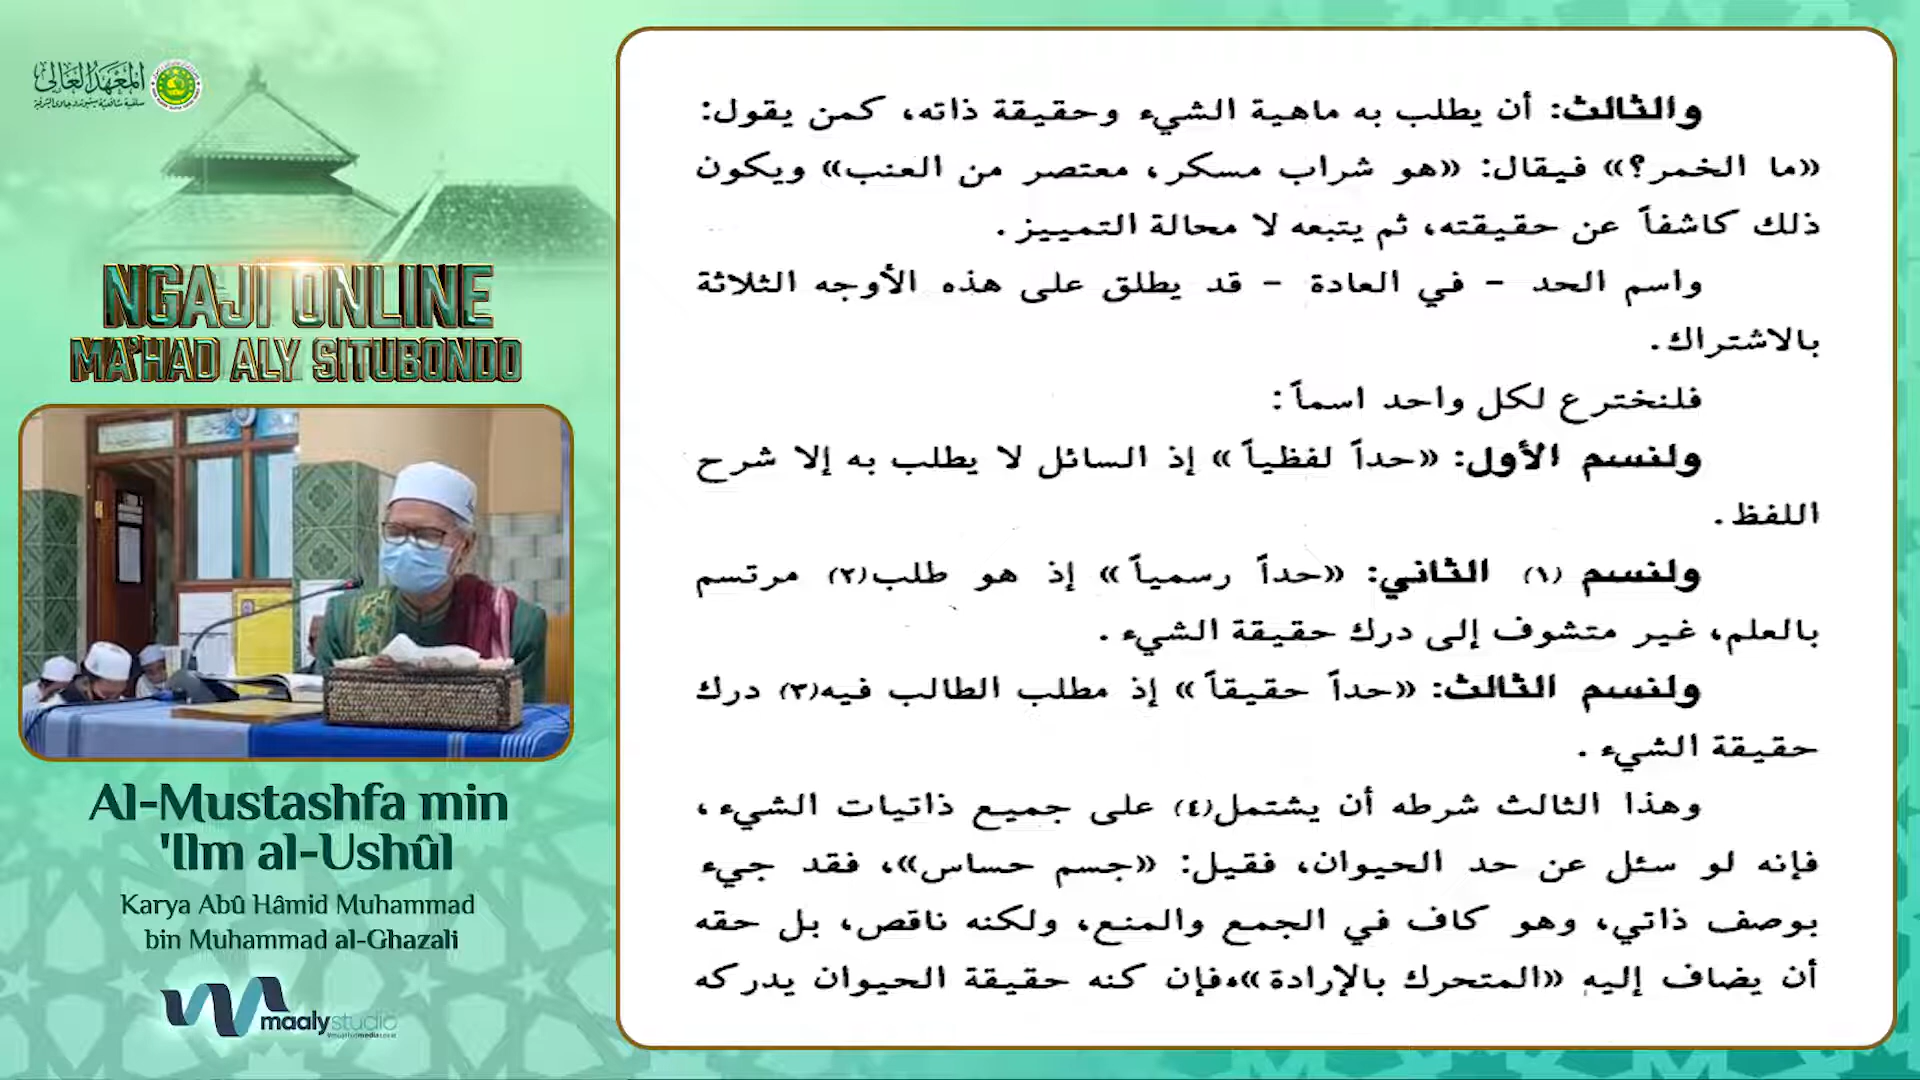 المعهد العالي
NGAJI ONLINE
MA'HAD ALY SITUBONDO
Al-Mustashfa min
'Ilm al-Ushûl
Karya Abû Hâmid Muhammad
bin Muhammad al-Ghazali
maalystudio
والثالث: أن يطلب به ماهية الشيء وحقيقة ذاته، كمن يقول:
«ما الخمر؟» فيقال: «هو شراب مسكر، معتصر من العنب» ويكون
ذلك كاشفاً عن حقيقته، ثم يتبعه لا محالة التمييز.
واسم الحد - في العادة - قد يطلق على هذه الأوجه الثلاثة
بالاشتراك.
فلنخترع لكل واحد اسماً:
ولنسم الأول: «حداً لفظياً» إذ السائل لا يطلب به إلا شرح
اللفظ.
ولنسم (١) الثاني: «حداً رسمياً» إذ هو طلب(٢) مرتسم
بالعلم، غير متشوف إلى درك حقيقة الشيء.
ولنسم الثالث: «حداً حقيقاً» إذ مطلب الطالب فيه(٣) درك
حقيقة الشيء.
وهذا الثالث شرطه أن يشتمل(٤) على جميع ذاتيات الشيء،
فإنه لو سئل عن حد الحيوان، فقيل: «جسم حساس»، فقد جيء
بوصف ذاتي، وهو كاف في الجمع والمنع، ولكنه ناقص، بل حقه
أن يضاف إليه «المتحرك بالإرادة»، فإن كنه حقيقة الحيوان يدركه